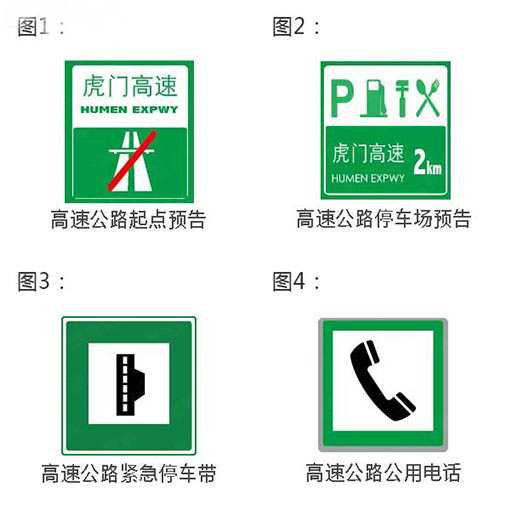 图1：
图2：
虎门高速
HUMEN EXPWY
高速公路起点预告
P
虎门高速
HUMEN EXPWY
2km
高速公路停车场预告
图3：
图4：
高速公路紧急停车带
高速公路公用电话